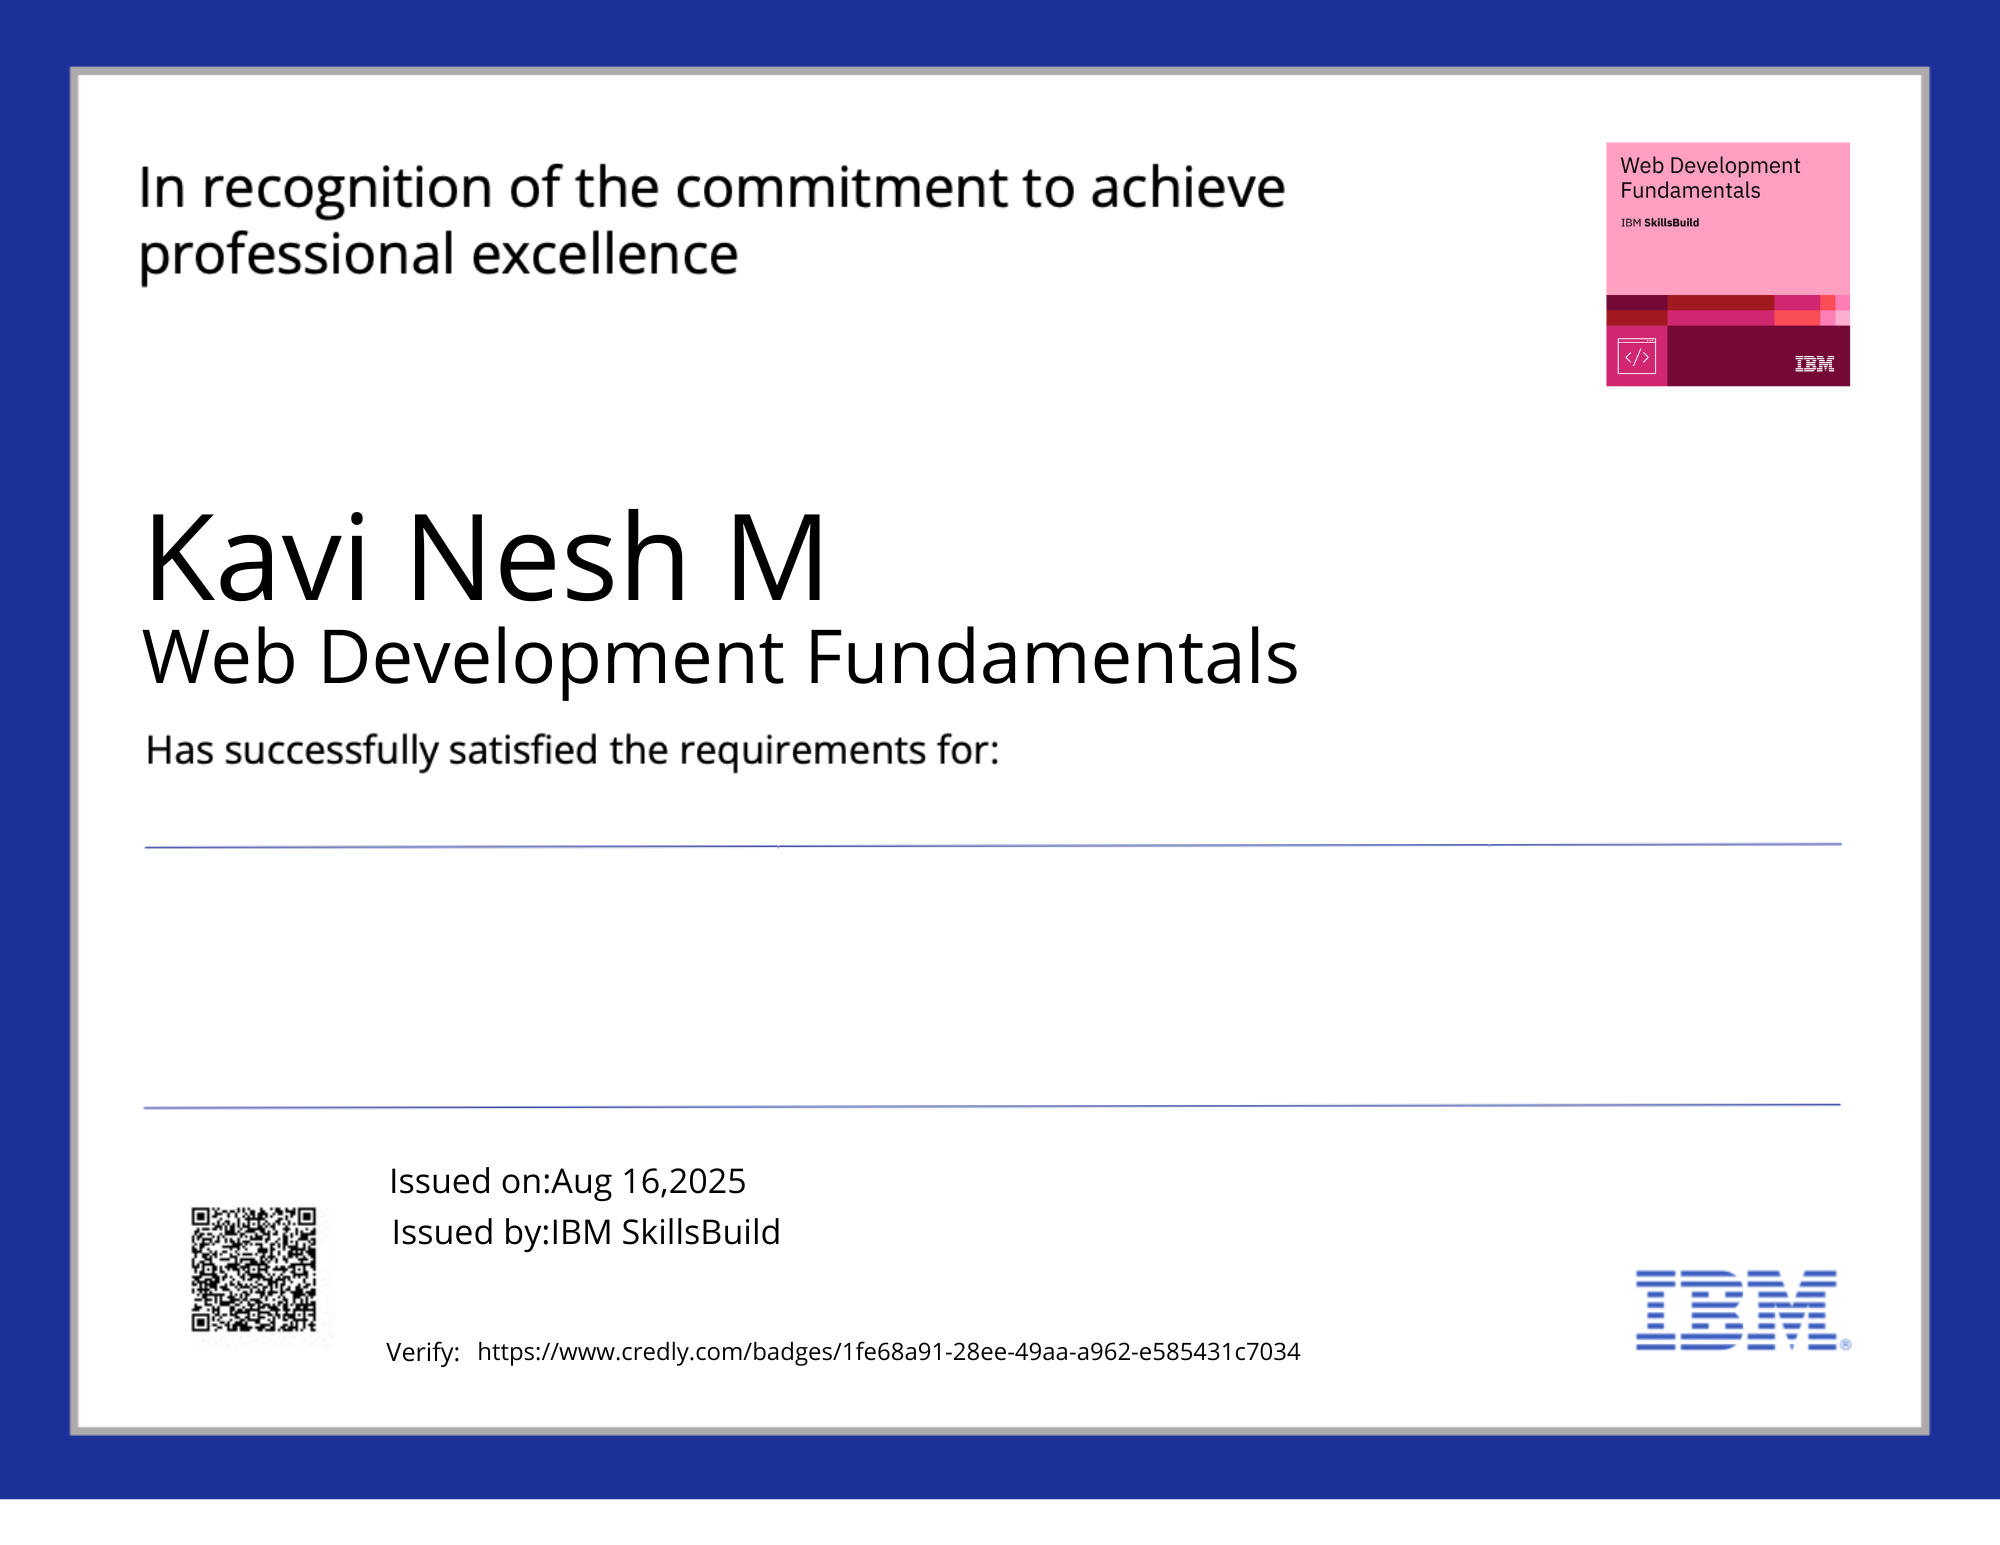 In recognition of the commitment to achieve
professional excellence
Web Development
Fundamentals
IBM SkillsBuild
</>
IBM
Kavi Nesh M
Web Development Fundamentals
Has successfully satisfied the requirements for:
Issued on:Aug 16,2025
Issued by:IBM SkillsBuild
Verify: https://www.credly.com/badges/1fe68a91-28ee-49aa-a962-e585431c7034
IBM®